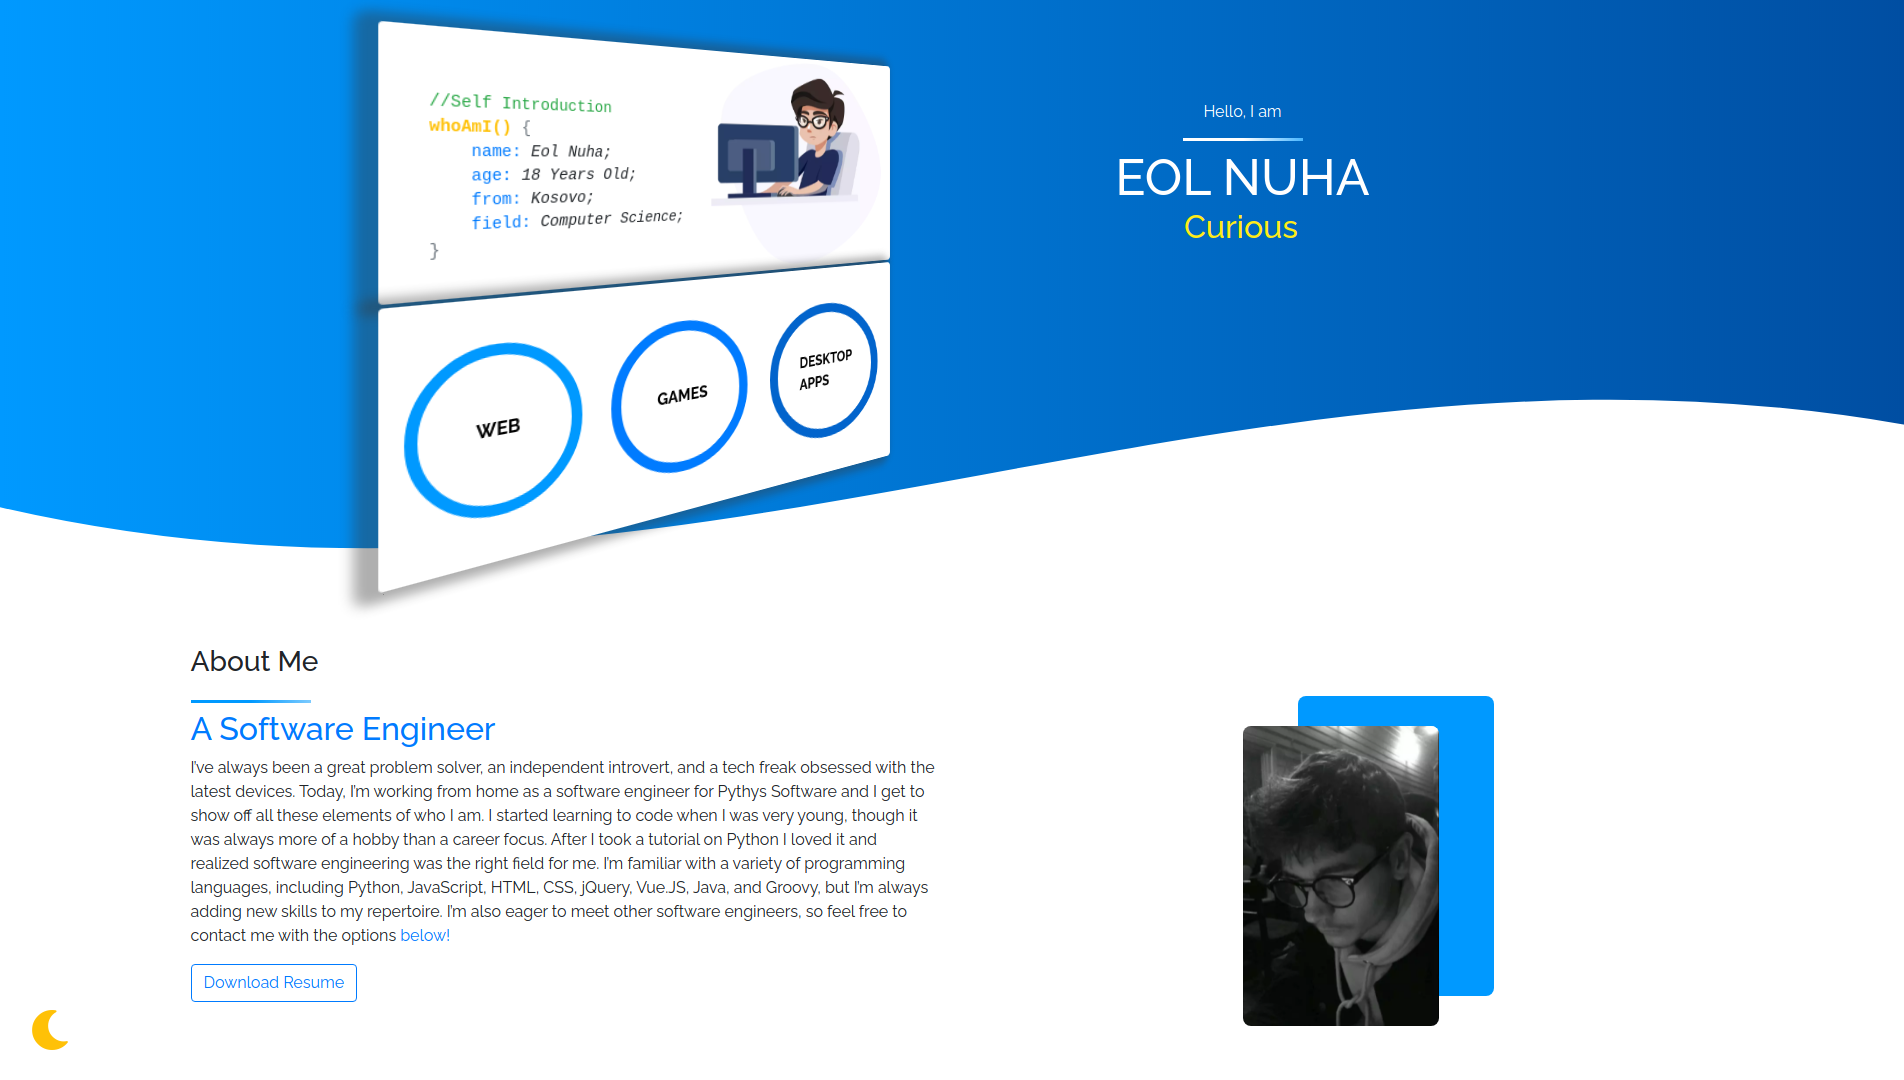 //Self Introduction
whoAmI() {
name: Eol Nuha;
age: 18 Years Old;
from: Kosovo;
field: Computer Science;
}
WEB
GAMES
DESKTOP
APPS
Hello, I am
EOL NUHA
Curious
About Me
A Software Engineer
I've always been a great problem solver, an independent introvert, and a tech freak obsessed with the
latest devices. Today, I'm working from home as a software engineer for Pythys Software and I get to
show off all these elements of who I am. I started learning to code when I was very young, though it
was always more of a hobby than a career focus. After I took a tutorial on Python I loved it and
realized software engineering was the right field for me. I'm familiar with a variety of programming
languages, including Python, JavaScript, HTML, CSS, jQuery, Vue.JS, Java, and Groovy, but I'm always
adding new skills to my repertoire. I'm also eager to meet other software engineers, so feel free to
contact me with the options below!
Download Resume